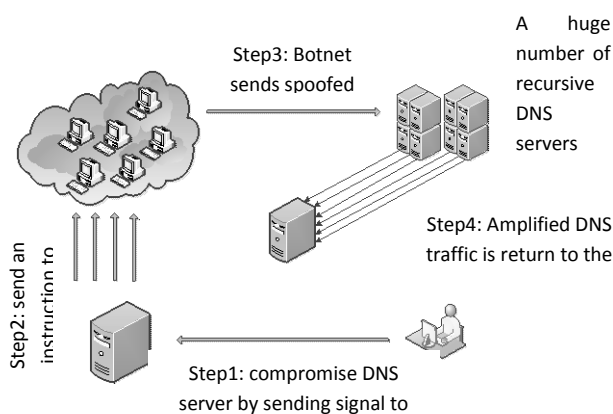 A huge
number of
recursive
DNS
servers
Step3: Botnet
sends spoofed
Step4: Amplified DNS
traffic is return to the
Step2: send an
instruction to
Step1: compromise DNS
server by sending signal to